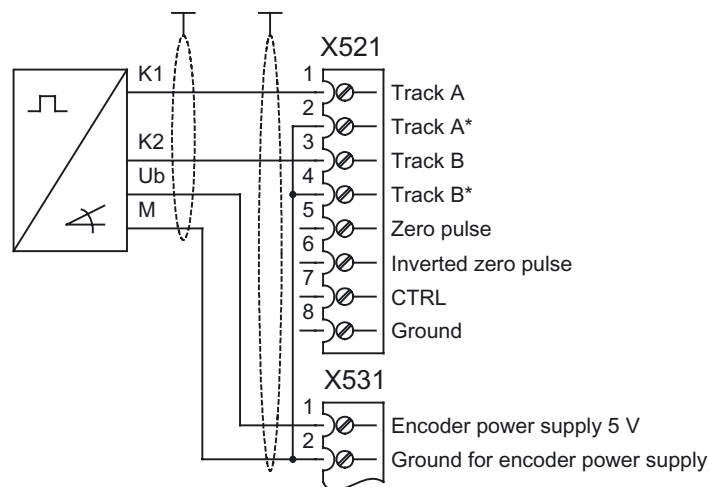 X521
K1
1
Track A
2
Track A*
K2
3
Track B
Ub
4
Track B*
M
5
Zero pulse
6
Inverted zero pulse
7
CTRL
8
Ground
X531
1
Encoder power supply 5 V
2
Ground for encoder power supply